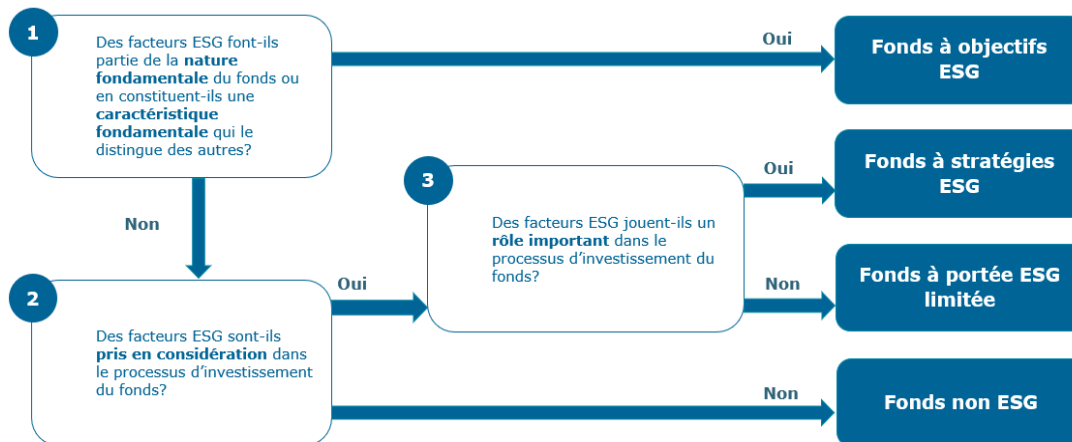 1
Des facteurs ESG font-ils
partie de la nature
fondamentale du fonds ou
en constituent-ils une
caractéristique
fondamentale qui le
distingue des autres?
Oui
Fonds à objectifs
ESG
Non
3
Des facteurs ESG jouent-ils un
rôle important dans le
processus d’investissement du
fonds?
Oui
Fonds à stratégies
ESG
Non
Fonds à portée ESG
limitée
2
Des facteurs ESG sont-ils
pris en considération dans
le processus d’investissement
du fonds?
Oui
Non
Fonds non ESG